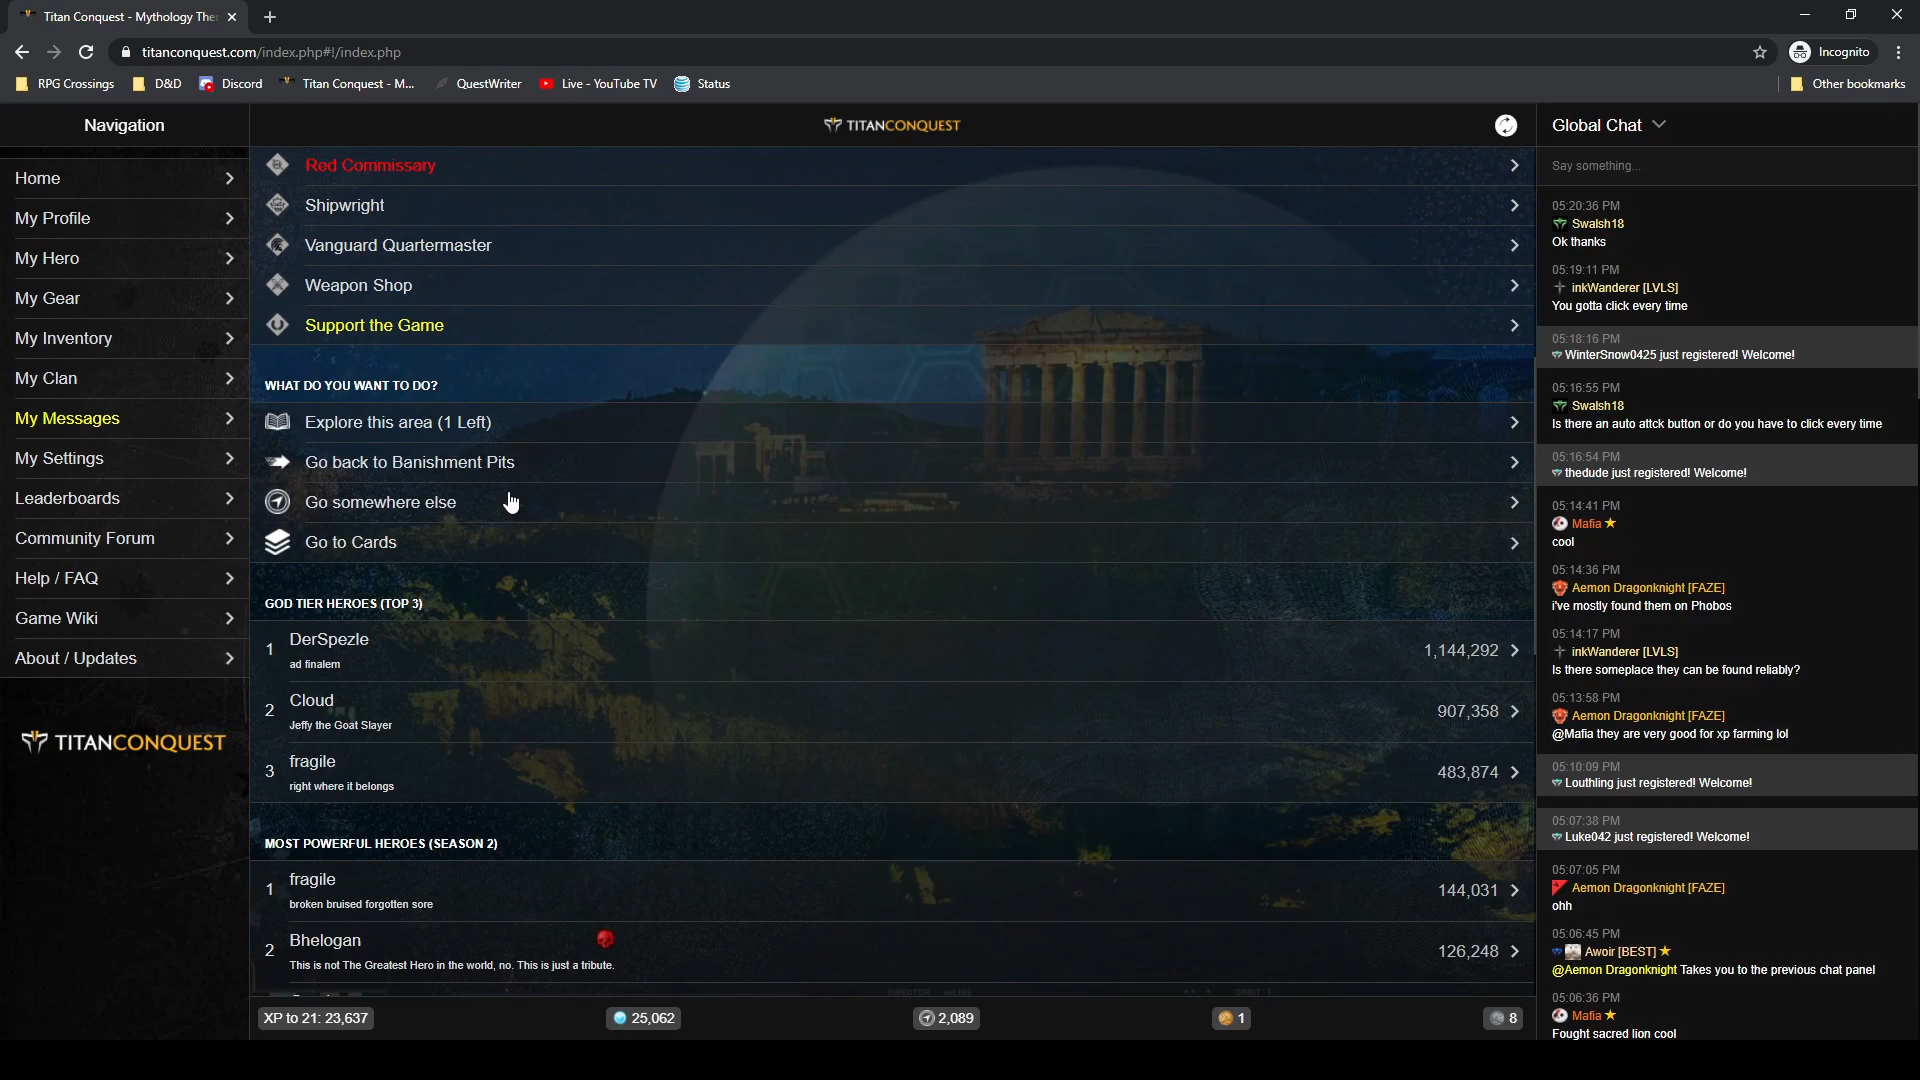 Titan Conquest - Mythology The
titanconquest.com/index.php#!/index.php
Incognito
RPG Crossings
D&D
Discord
Titan Conquest - M...
QuestWriter
Live - YouTube TV
Status
Other bookmarks
Navigation
TITANCONQUEST
Global Chat
Home
My Profile
My Hero
My Gear
My Inventory
My Clan
My Messages
My Settings
Leaderboards
Community Forum
Help / FAQ
Game Wiki
About / Updates
TITANCONQUEST
Red Commissary
Shipwright
Vanguard Quartermaster
Weapon Shop
Support the Game
WHAT DO YOU WANT TO DO?
Explore this area (1 Left)
Go back to Banishment Pits
Go somewhere else
Go to Cards
GOD TIER HEROES (TOP 3)
1 DerSpezle 1,144,292
ad finalem
2 Cloud 907,358
Jeffy the Goat Slayer
3 fragile 483,874
right where it belongs
MOST POWERFUL HEROES (SEASON 2)
1 fragile 144,031
broken bruised forgotten sore
2 Bhelogan 126,248
This is not The Greatest Hero in the world, no. This is just a tribute.
XP to 21: 23,637
25,062
2,089
1
8
Say something...
05:20:36 PM
Swalsh18
Ok thanks
05:19:11 PM
inkWanderer [LVLS]
You gotta click every time
05:18:16 PM
WinterSnow0425 just registered! Welcome!
05:16:55 PM
Swalsh18
Is there an auto attck button or do you have to click every time
05:16:54 PM
thedude just registered! Welcome!
05:14:41 PM
Mafia
cool
05:14:36 PM
Aemon Dragonknight [FAZE]
i've mostly found them on Phobos
05:14:17 PM
inkWanderer [LVLS]
Is there someplace they can be found reliably?
05:13:58 PM
Aemon Dragonknight [FAZE]
@Mafia they are very good for xp farming lol
05:10:09 PM
Louthling just registered! Welcome!
05:07:38 PM
Luke042 just registered! Welcome!
05:07:05 PM
Aemon Dragonknight [FAZE]
ohh
05:06:45 PM
Awoir [BEST]
@Aemon Dragonknight Takes you to the previous chat panel
05:06:36 PM
Mafia
Fought sacred lion cool